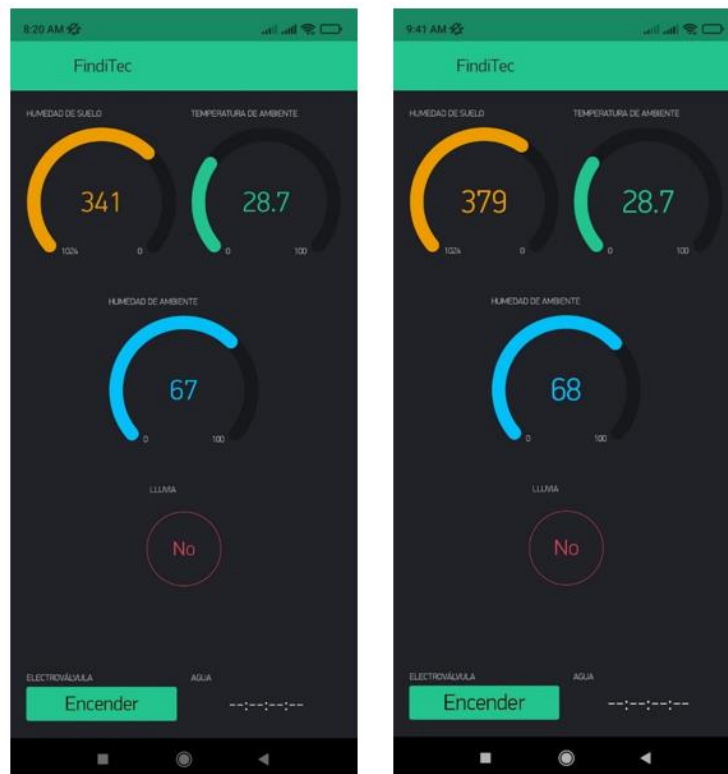 8:20 AM
FindiTec
HUMEDAD DE SUELO
TEMPERATURA DE AMBIENTE
341
28.7
1024
0
0
100
HUMEDAD DE AMBIENTE
67
0
100
LLUVIA
No
ELECTROVÁLVULA
AGUA
Encender
--:--:--:--
9:41 AM
FindiTec
HUMEDAD DE SUELO
TEMPERATURA DE AMBIENTE
379
28.7
1024
0
0
100
HUMEDAD DE AMBIENTE
68
0
100
LLUVIA
No
ELECTROVÁLVULA
AGUA
Encender
--:--:--:--